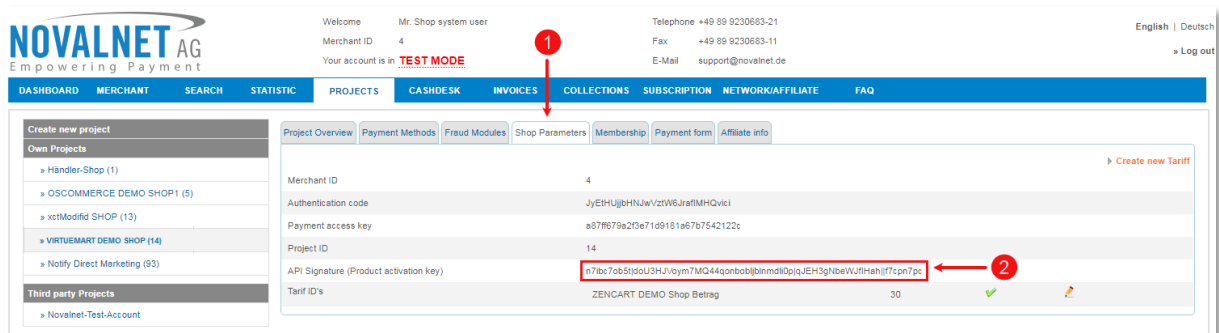 NOVALNET AG
Empowering Payment
Welcome Mr. Shop system user
Merchant ID 4
Your account is in TEST MODE
Telephone +49 89 9230683-21
Fax +49 89 9230683-11
E-Mail support@novalnet.de
English | Deutsch
» Log out
1
DASHBOARD MERCHANT SEARCH STATISTIC PROJECTS CASHDESK INVOICES COLLECTIONS SUBSCRIPTION NETWORK/AFFILIATE FAQ
Create new project
Own Projects
» Händler-Shop (1)
» OSCOMMERCE DEMO SHOP1 (5)
» xctModifid SHOP (13)
» VIRTUEMART DEMO SHOP (14)
» Notify Direct Marketing (93)
Third party Projects
» Novalnet-Test-Account
Project Overview Payment Methods Fraud Modules Shop Parameters Membership Payment form Affiliate info
Create new Tariff
Merchant ID 4
Authentication code
Payment access key a87ff679a2f3e71d9181a67b7542122c
Project ID 14
API Signature (Product activation key)
2
Tarif ID's ZENCART DEMO Shop Betrag 30